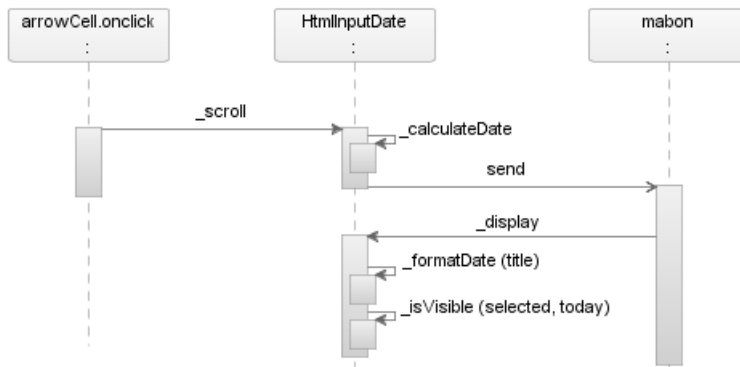 arrowCell.onclick
:
HtmlInputDate
:
mabon
:
_scroll
_calculateDate
send
_display
_formatDate (title)
_isVisible (selected, today)